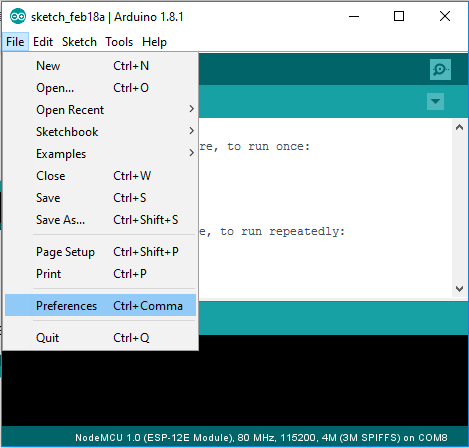 sketch_feb18a | Arduino 1.8.1
File Edit Sketch Tools Help
New Ctrl+N
Open... Ctrl+O
Open Recent
Sketchbook
Examples
Close Ctrl+W
Save Ctrl+S
Save As... Ctrl+Shift+S
Page Setup Ctrl+Shift+P
Print Ctrl+P
Preferences Ctrl+Comma
Quit Ctrl+Q
re, to run once:
e, to run repeatedly:
NodeMCU 1.0 (ESP-12E Module), 80 MHz, 115200, 4M (3M SPIFFS) on COM8